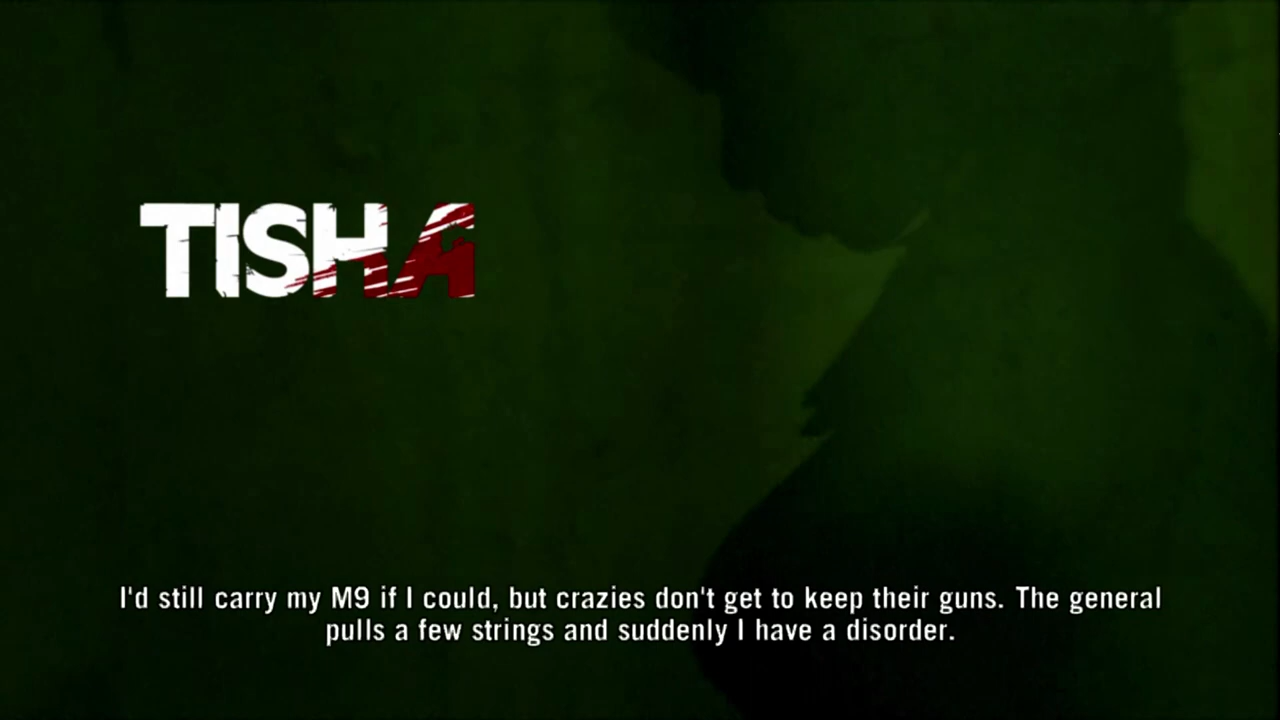 TISHA
I'd still carry my M9 if I could, but crazies don't get to keep their guns. The general
pulls a few strings and suddenly I have a disorder.